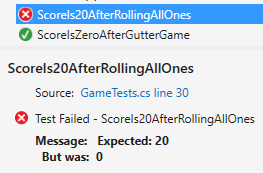 ScoreIs20AfterRollingAllOnes
ScoreIsZeroAfterGutterGame
ScoreIs20AfterRollingAllOnes
Source: GameTests.cs line 30
Test Failed - ScoreIs20AfterRollingAllOnes
Message: Expected: 20
But was: 0